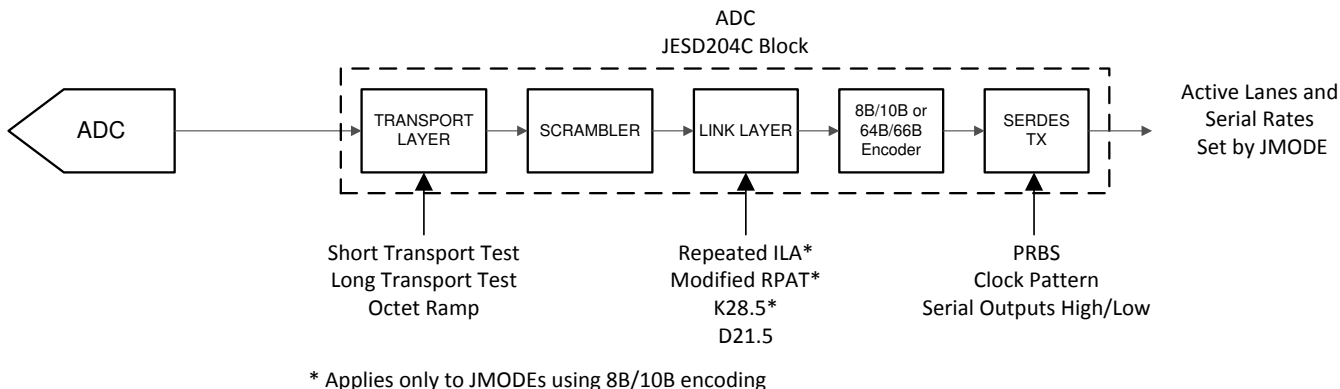 ADC
JESD204C Block
ADC
TRANSPORT
LAYER
SCRAMBLER
LINK LAYER
8B/10B or
64B/66B
Encoder
SERDES
TX
Active Lanes and
Serial Rates
Set by JMODE
Short Transport Test
Long Transport Test
Octet Ramp
Repeated ILA*
Modified RPAT*
K28.5*
D21.5
PRBS
Clock Pattern
Serial Outputs High/Low
* Applies only to JMODEs using 8B/10B encoding